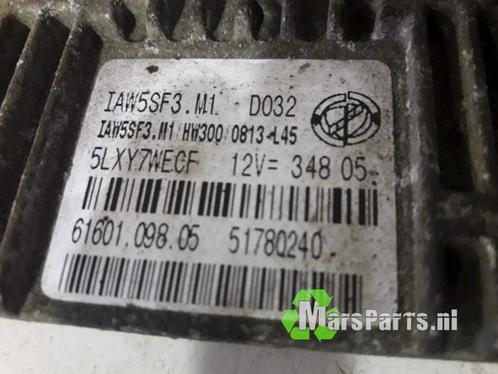 IAW5SF3.M1 D032
IAW5SF3.M1/HW300/0813-L45
5LXY7WECF 12V= 348 05
61601.098.05 51780240
MarsParts.nl